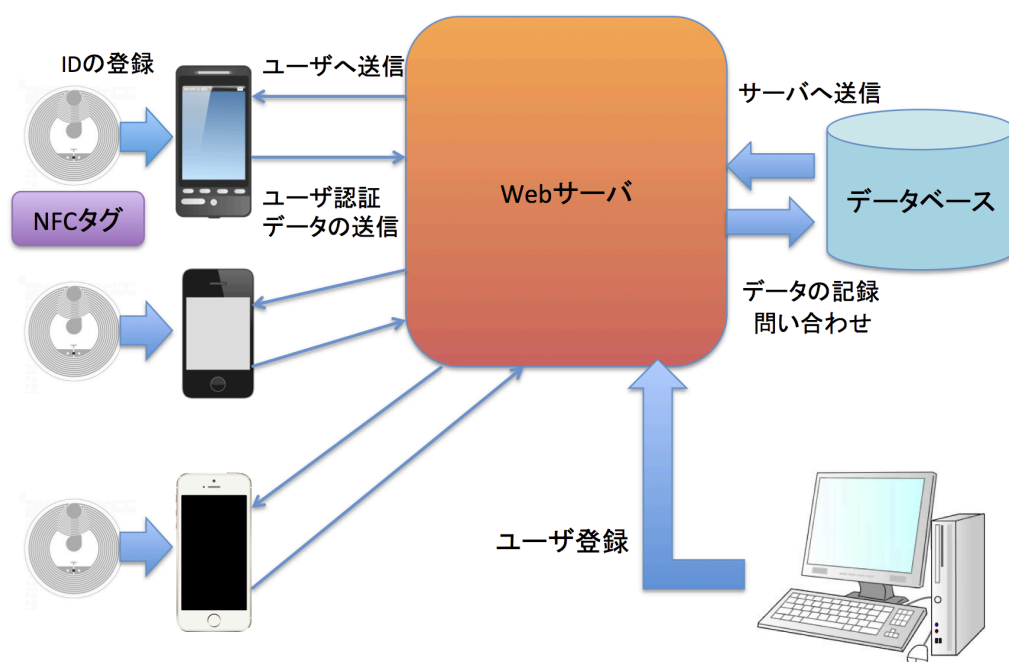 IDの登録
ユーザへ送信
サーバへ送信
Webサーバ
データベース
ユーザ認証
データの送信
NFCタグ
データの記録
問い合わせ
ユーザ登録